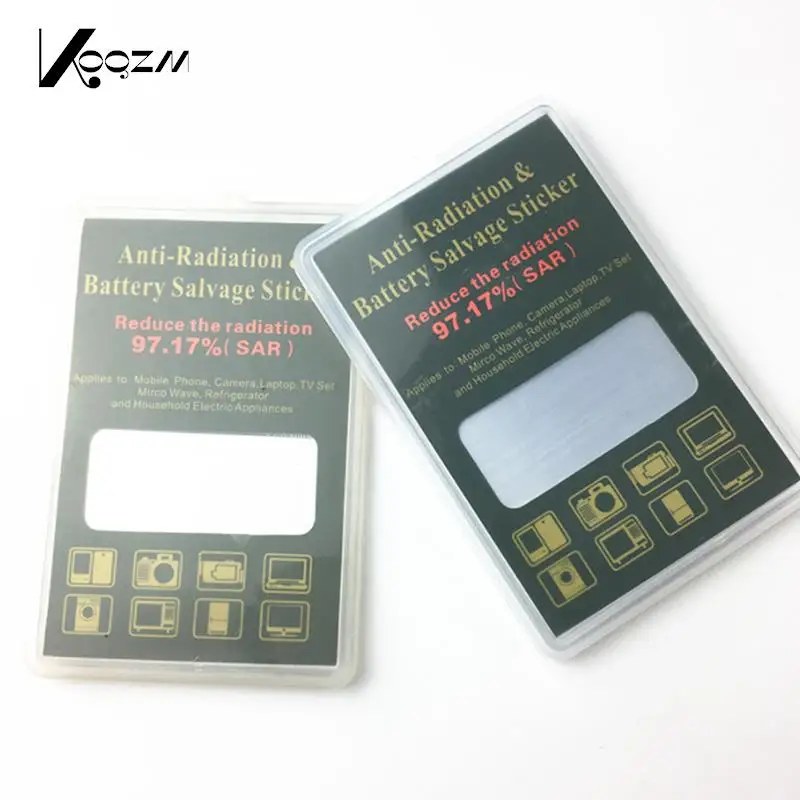 KOQZM
Anti-Radiation &
Battery Salvage Stick
Reduce the radiation
97.17%( SAR )
Applies to: Mobile Phone, Camera,Laptop,TV Set
Mirco Wave, Refrigerator
and Household Electric Appliances
Anti-Radiation &
Battery Salvage Sticker
Reduce the radiation
97.17%( SAR )
Applies to: Mobile Phone, Camera,Laptop,TV Set
Mirco Wave, Refrigerator
and Household Electric Appliances